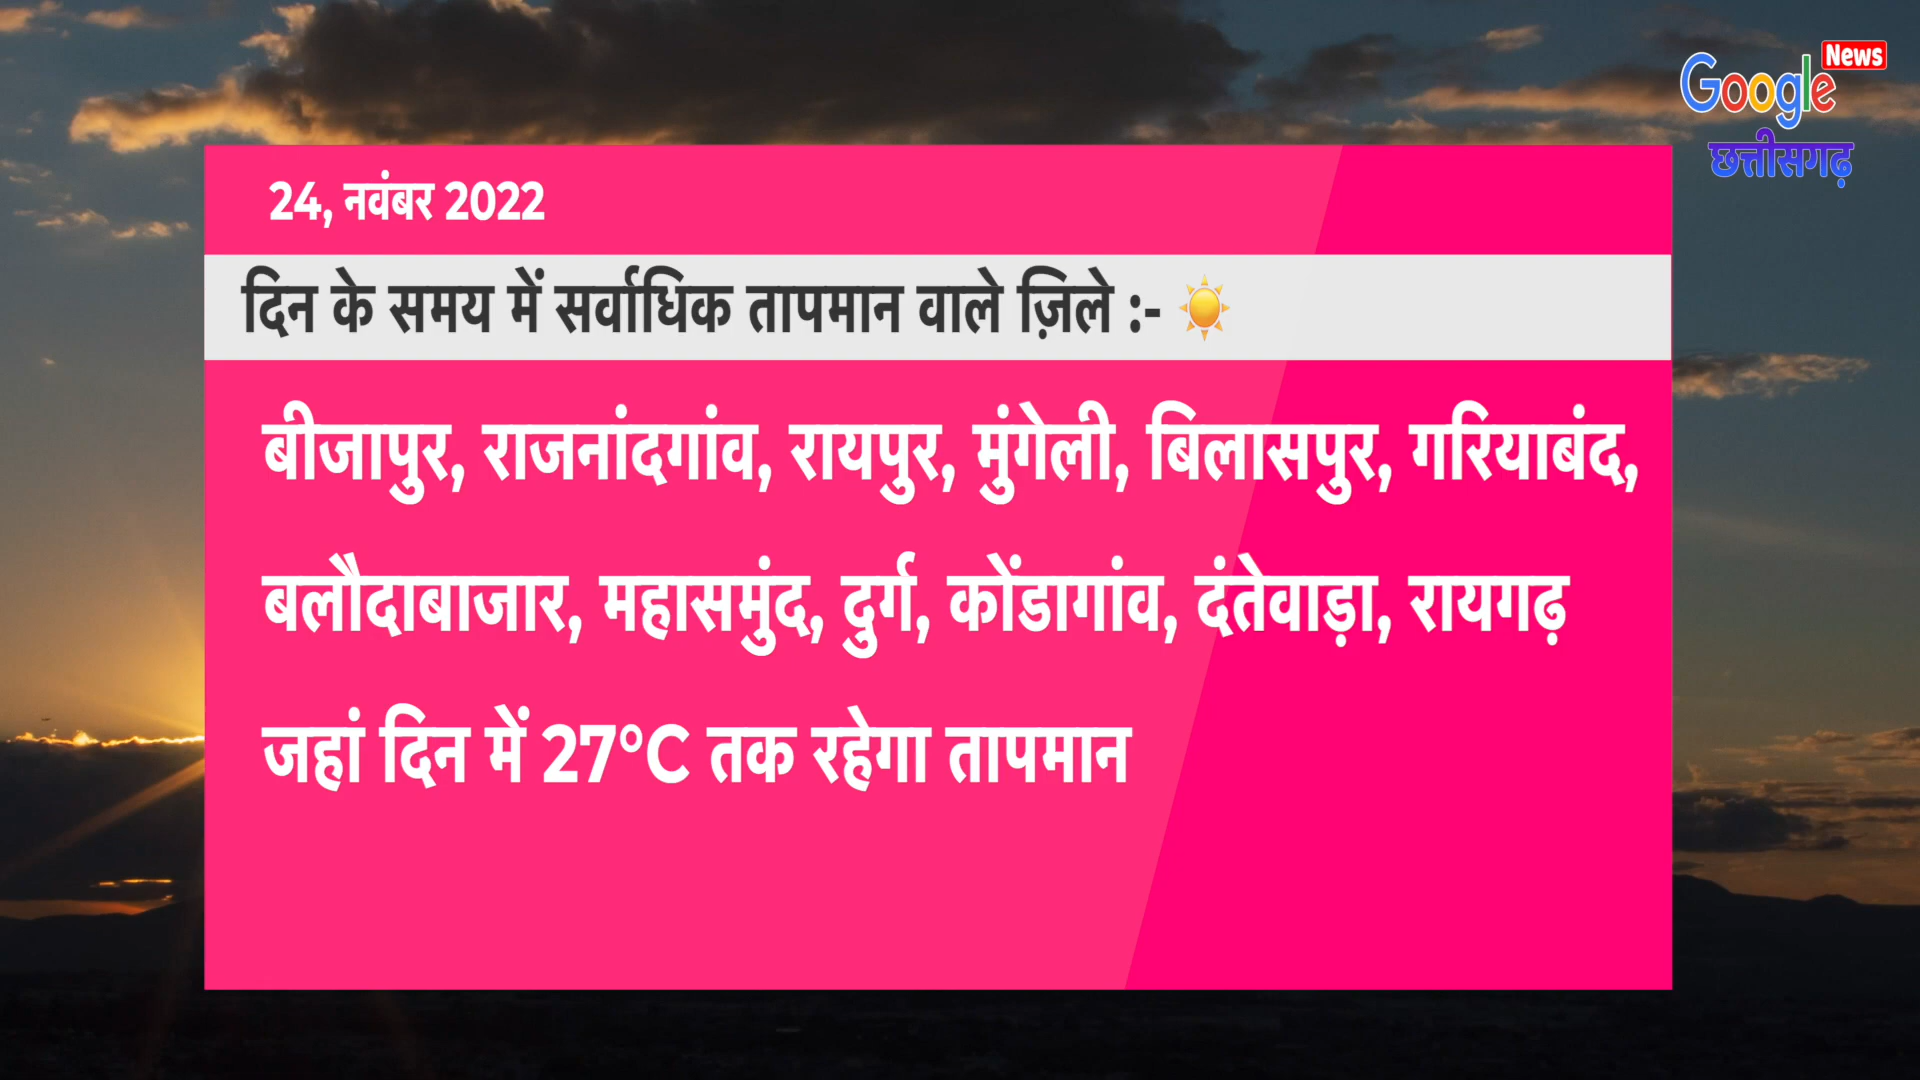 Google News
छत्तीसगढ़
24, नवंबर 2022
दिन के समय में सर्वाधिक तापमान वाले ज़िले :-
बीजापुर, राजनांदगांव, रायपुर, मुंगेली, बिलासपुर, गरियाबंद,
बलौदाबाजार, महासमुंद, दुर्ग, कोंडागांव, दंतेवाड़ा, रायगढ़
जहां दिन में 27°C तक रहेगा तापमान